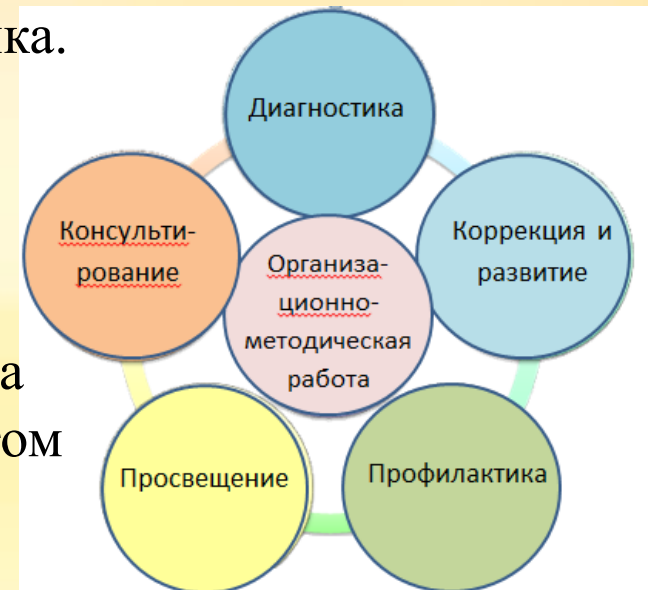 ка.
Диагностика
Консульти-
рование
Коррекция и
развитие
Организа-
ционно-
методическая
работа
а
ом
Просвещение
Профилактика